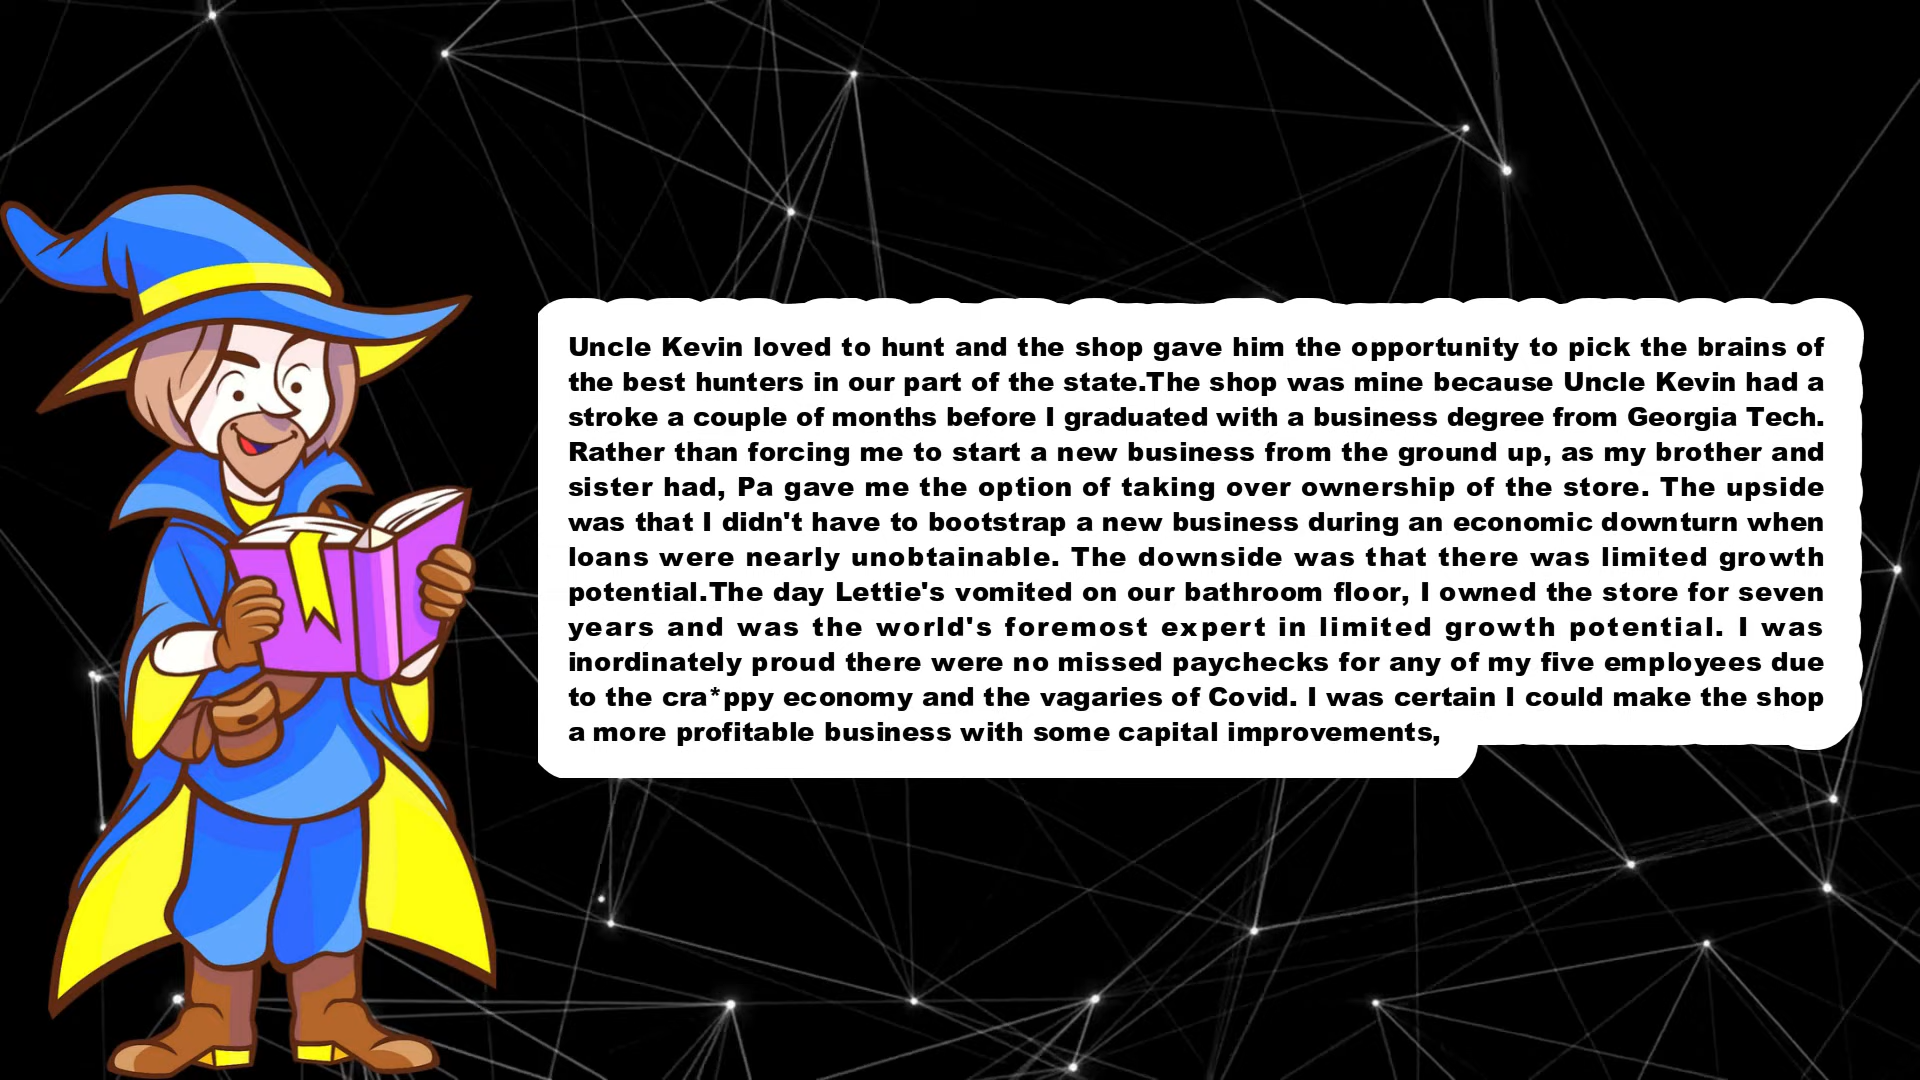 Uncle Kevin loved to hunt and the shop gave him the opportunity to pick the brains of
the best hunters in our part of the state.The shop was mine because Uncle Kevin had a
stroke a couple of months before I graduated with a business degree from Georgia Tech.
Rather than forcing me to start a new business from the ground up, as my brother and
sister had, Pa gave me the option of taking over ownership of the store. The upside
was that I didn't have to bootstrap a new business during an economic downturn when
loans were nearly unobtainable. The downside was that there was limited growth
potential.The day Lettie's vomited on our bathroom floor, I owned the store for seven
years and was the world's foremost expert in limited growth potential. I was
inordinately proud there were no missed paychecks for any of my five employees due
to the cra*ppy economy and the vagaries of Covid. I was certain I could make the shop
a more profitable business with some capital improvements,